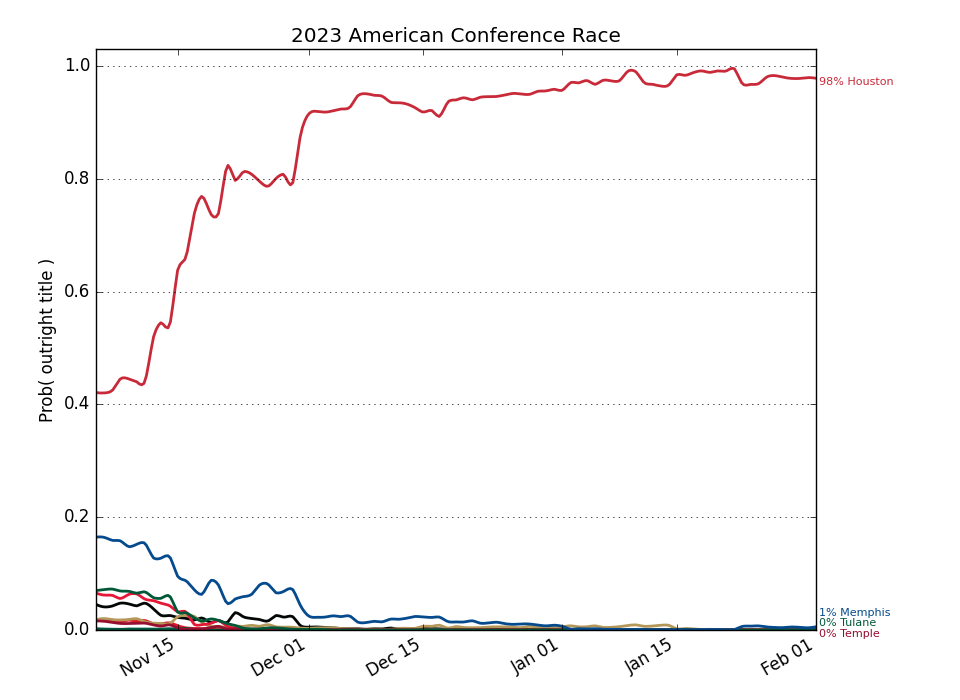 2023 American Conference Race
Prob( outright title )
1.0
0.8
0.6
0.4
0.2
0.0
98% Houston
1% Memphis
0% Tulane
0% Temple
Nov 15
Dec 01
Dec 15
Jan 01
Jan 15
Feb 01